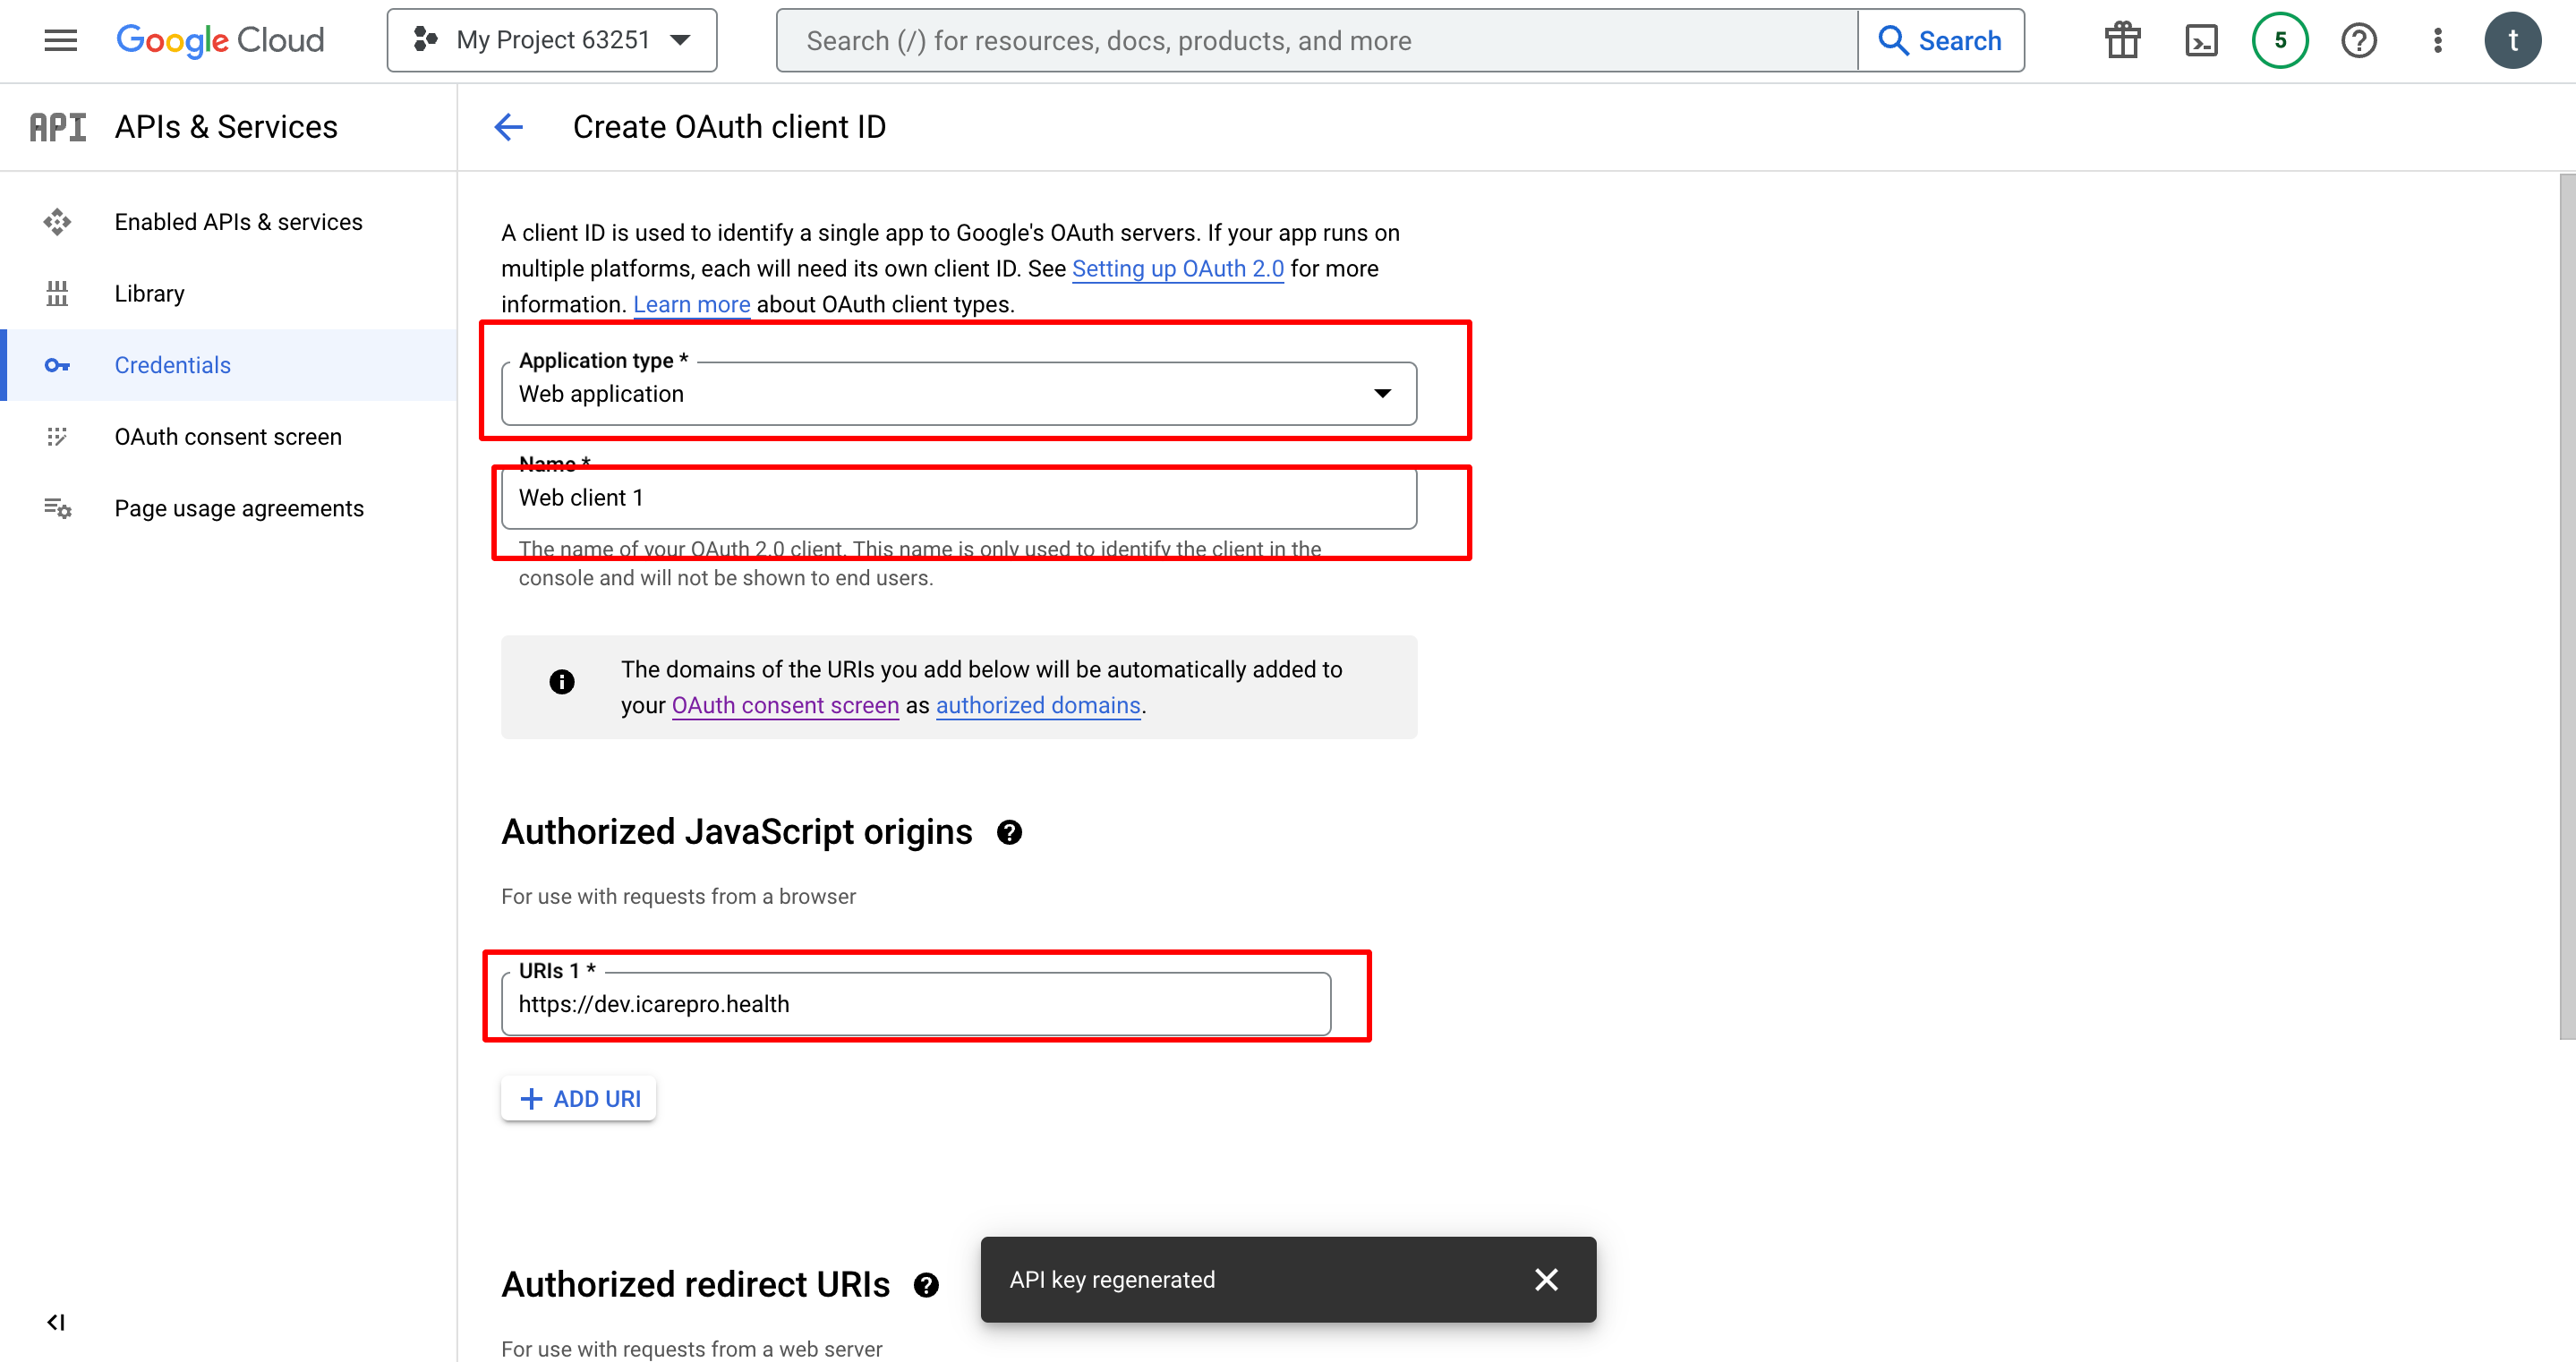 Google Cloud
My Project 63251
Search (/) for resources, docs, products, and more
Search
5
t
API
APIs & Services
Create OAuth client ID
Enabled APIs & services
Library
Credentials
OAuth consent screen
Page usage agreements
A client ID is used to identify a single app to Google's OAuth servers. If your app runs on
multiple platforms, each will need its own client ID. See Setting up OAuth 2.0 for more
information. Learn more about OAuth client types.
Application type *
Web application
Name *
Web client 1
The name of your OAuth 2.0 client. This name is only used to identify the client in the
console and will not be shown to end users.
The domains of the URIs you add below will be automatically added to
your OAuth consent screen as authorized domains.
Authorized JavaScript origins
For use with requests from a browser
URIs 1 *
https://dev.icarepro.health
ADD URI
Authorized redirect URIs
For use with requests from a web server
API key regenerated